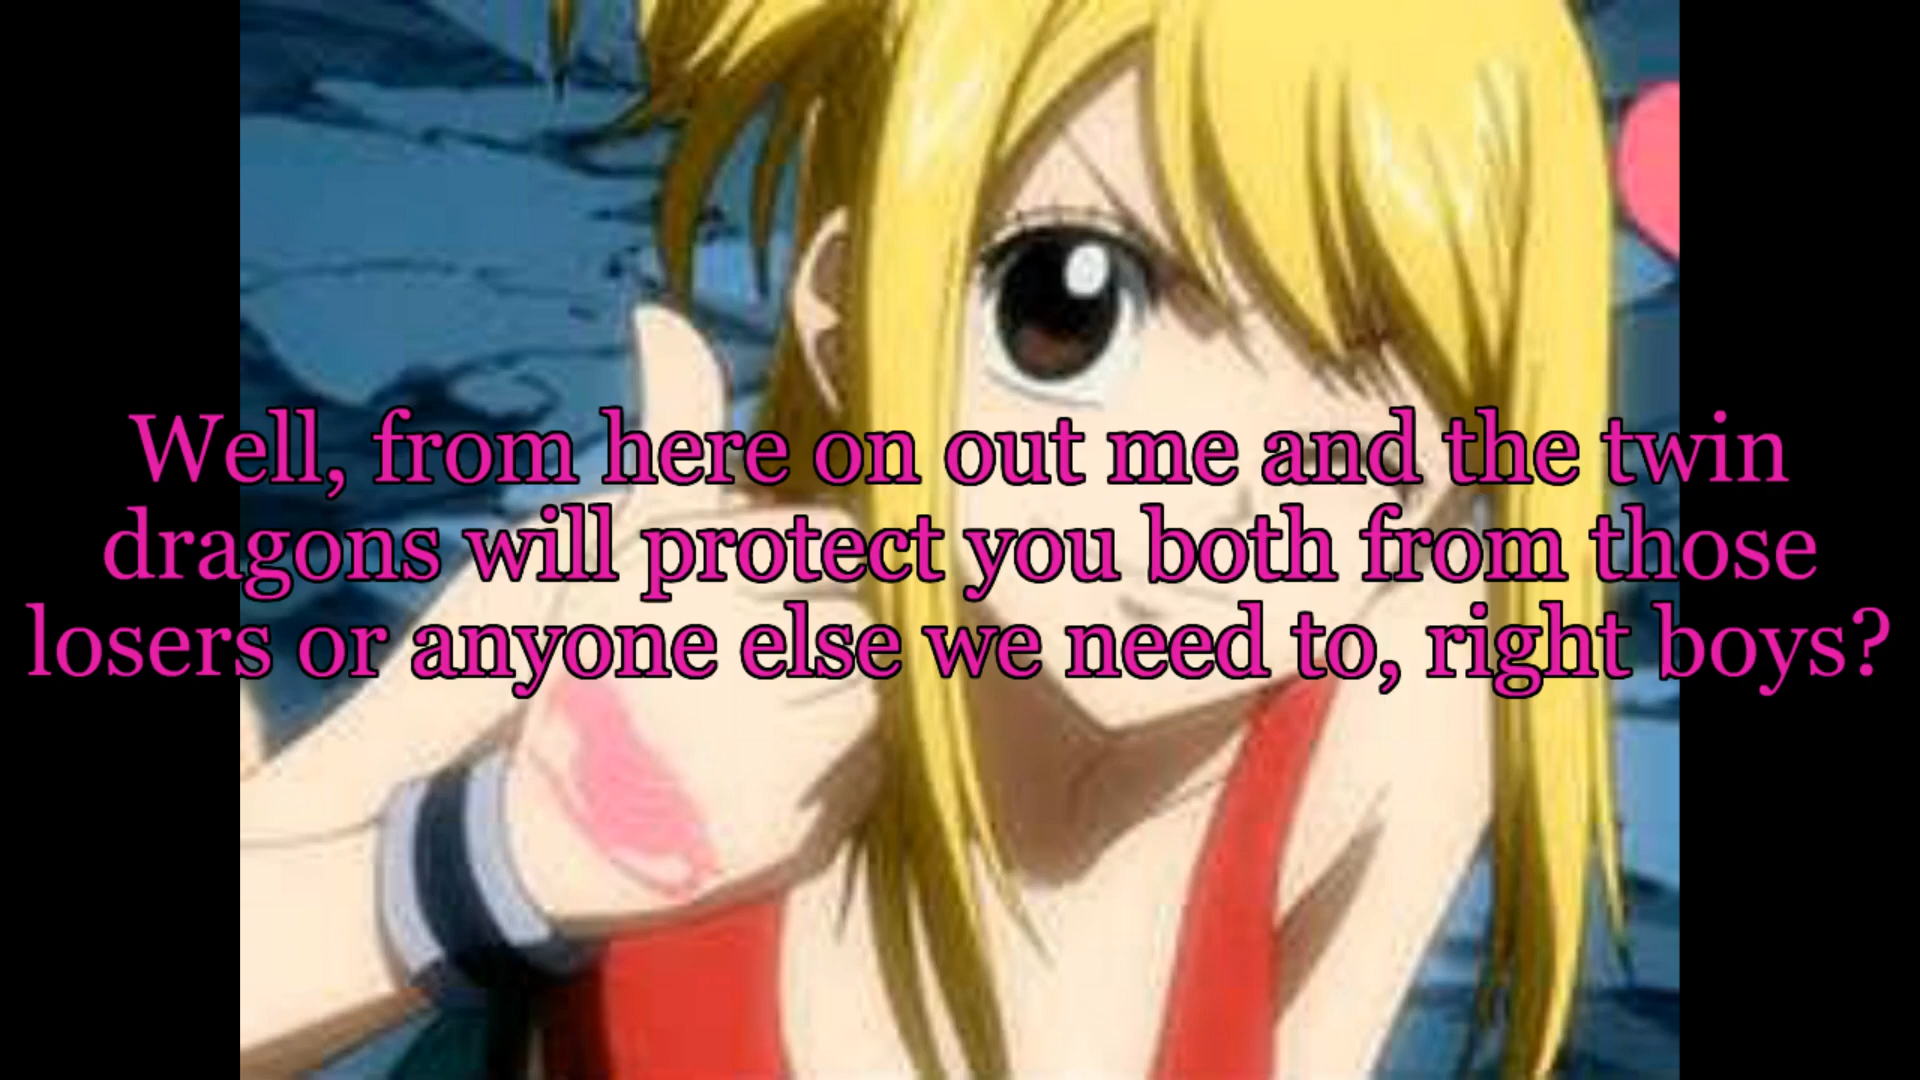 Well, from here on out me and the twin
dragons will protect you both from those
losers or anyone else we need to, right boys?